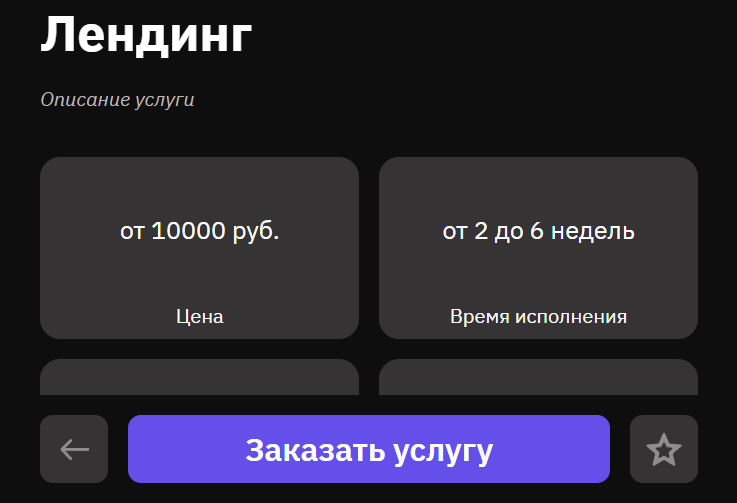 Лендинг
Описание услуги
от 10000 руб.
от 2 до 6 недель
Цена
Время исполнения
Заказать услугу